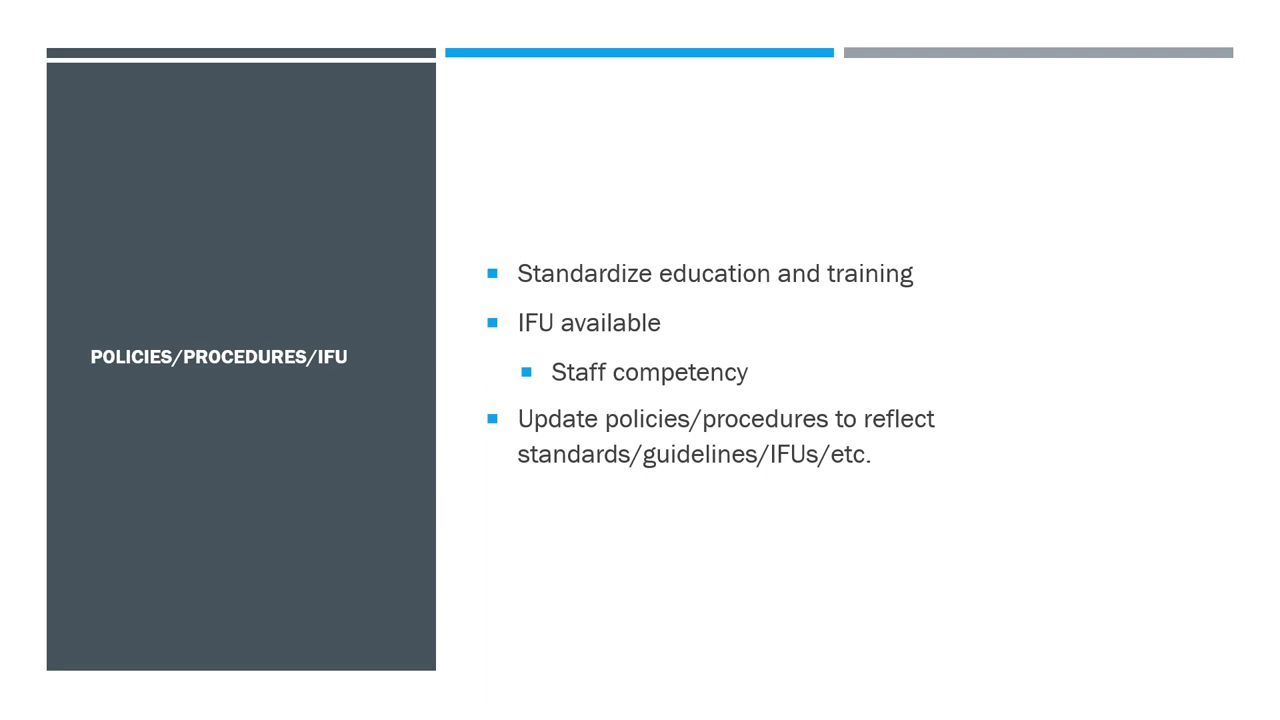 POLICIES/PROCEDURES/IFU
Standardize education and training
IFU available
Staff competency
Update policies/procedures to reflect
standards/guidelines/IFUs/etc.